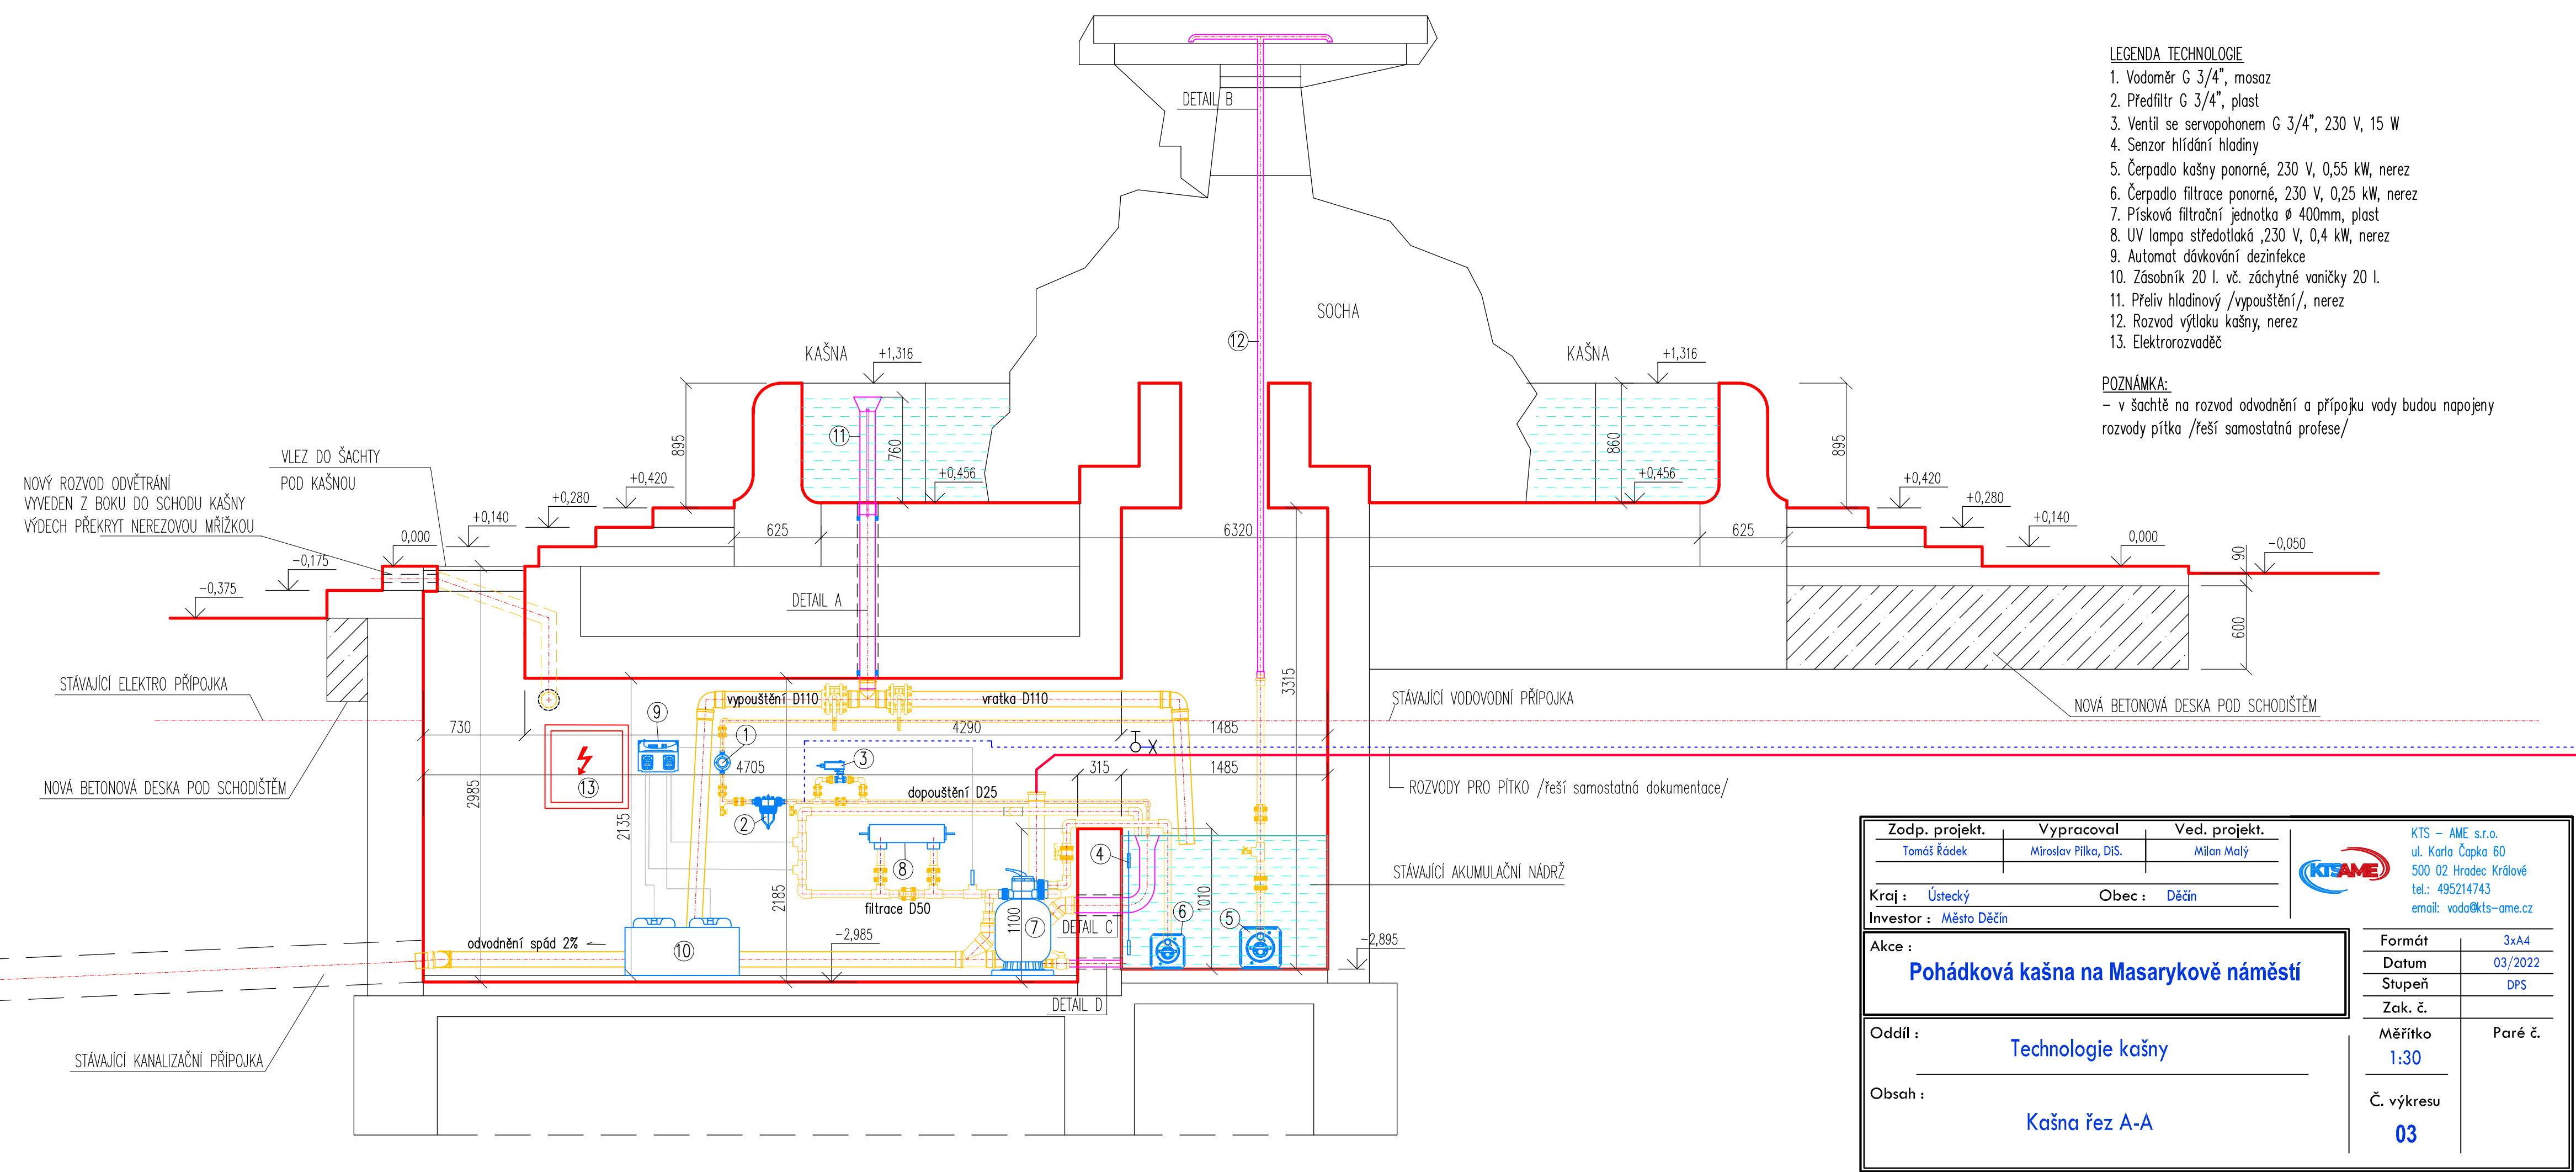 DETAIL B
SOCHA
12
KAŠNA
+1,316
KAŠNA
+1,316
895
11
760
+0,456
860
+0,456
895
VLEZ DO ŠACHTY
POD KAŠNOU
NOVÝ ROZVOD ODVĚTRÁNÍ
VYVEDEN Z BOKU DO SCHODU KAŠNY
VÝDECH PŘEKRYT NEREZOVOU MŘÍŽKOU
+0,420
+0,280
+0,140
0,000
-0,175
-0,375
625
6320
625
+0,420
+0,280
+0,140
0,000
-0,050
90
600
DETAIL A
STÁVAJÍCÍ ELEKTRO PŘÍPOJKA
NOVÁ BETONOVÁ DESKA POD SCHODIŠTĚM
STÁVAJÍCÍ KANALIZAČNÍ PŘÍPOJKA
vypouštění D110
vratka D110
3315
STÁVAJÍCÍ VODOVODNÍ PŘÍPOJKA
NOVÁ BETONOVÁ DESKA POD SCHODIŠTĚM
730
4290
1485
9
1
3
4705
315
1485
13
2985
2135
2185
2
dopouštění D25
ROZVODY PRO PÍTKO /řeší samostatná dokumentace/
8
4
filtrace D50
1100
7
1010
6
5
STÁVAJÍCÍ AKUMULAČNÍ NÁDRŽ
DETAIL C
odvodnění spád 2%
10
-2,985
-2,895
DETAIL D
LEGENDA TECHNOLOGIE
1. Vodoměr G 3/4", mosaz
2. Předfiltr G 3/4", plast
3. Ventil se servopohonem G 3/4", 230 V, 15 W
4. Senzor hlídání hladiny
5. Čerpadlo kašny ponorné, 230 V, 0,55 kW, nerez
6. Čerpadlo filtrace ponorné, 230 V, 0,25 kW, nerez
7. Písková filtrační jednotka ø 400mm, plast
8. UV lampa středotlaká ,230 V, 0,4 kW, nerez
9. Automat dávkování dezinfekce
10. Zásobník 20 l. vč. záchytné vaničky 20 l.
11. Přeliv hladinový /vypouštění/, nerez
12. Rozvod výtlaku kašny, nerez
13. Elektrorozvaděč
POZNÁMKA:
- v šachtě na rozvod odvodnění a přípojku vody budou napojeny
rozvody pítka /řeší samostatná profese/
Zodp. projekt. Vypracoval Ved. projekt.
Tomáš Řádek Miroslav Pilka, DiS. Milan Malý
Kraj : Ústecký Obec : Děčín
Investor : Město Děčín
KTSAME
KTS - AME s.r.o.
ul. Karla Čapka 60
500 02 Hradec Králové
tel.: 495214743
email: voda@kts-ame.cz
Akce :
Pohádková kašna na Masarykově náměstí
Formát 3xA4
Datum 03/2022
Stupeň DPS
Zak. č.
Oddíl :
Technologie kašny
Měřítko Paré č.
1:30
Obsah :
Kašna řez A-A
Č. výkresu
03